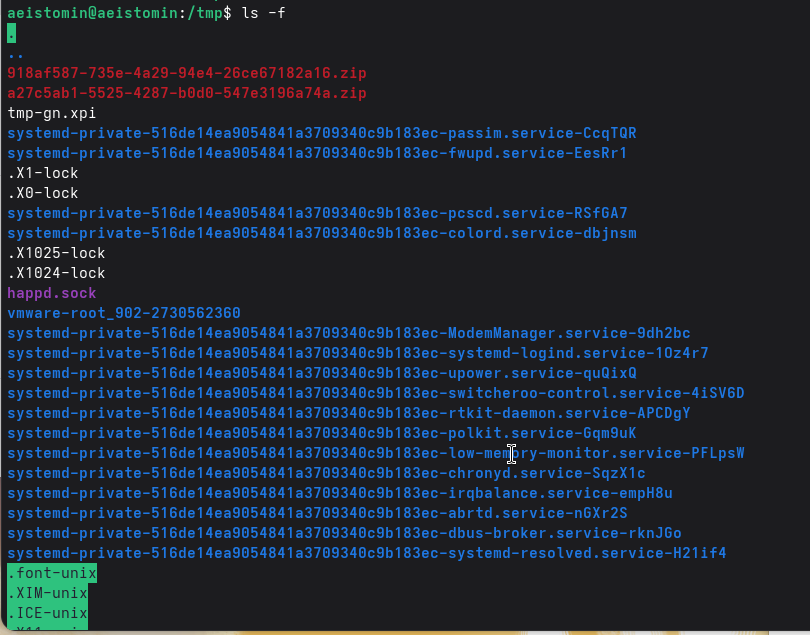 aeistomin@aeistomin:/tmp$ ls -f
.
..
918af587-735e-4a29-94e4-26ce67182a16.zip
a27c5ab1-5525-4287-b0d0-547e3196a74a.zip
tmp-gn.xpi
systemd-private-516de14ea9054841a3709340c9b183ec-passim.service-CcqTQR
systemd-private-516de14ea9054841a3709340c9b183ec-fwupd.service-EesRr1
.X1-lock
.X0-lock
systemd-private-516de14ea9054841a3709340c9b183ec-pcscd.service-RSfGA7
systemd-private-516de14ea9054841a3709340c9b183ec-colord.service-dbjnsm
.X1025-lock
.X1024-lock
happd.sock
vmware-root_902-2730562360
systemd-private-516de14ea9054841a3709340c9b183ec-ModemManager.service-9dh2bc
systemd-private-516de14ea9054841a3709340c9b183ec-systemd-logind.service-1Oz4r7
systemd-private-516de14ea9054841a3709340c9b183ec-upower.service-quQixQ
systemd-private-516de14ea9054841a3709340c9b183ec-switcheroo-control.service-4iSV6D
systemd-private-516de14ea9054841a3709340c9b183ec-rtkit-daemon.service-APCDgY
systemd-private-516de14ea9054841a3709340c9b183ec-polkit.service-Gqm9uK
systemd-private-516de14ea9054841a3709340c9b183ec-low-memory-monitor.service-PFLpsW
systemd-private-516de14ea9054841a3709340c9b183ec-chronyd.service-SqzX1c
systemd-private-516de14ea9054841a3709340c9b183ec-irqbalance.service-empH8u
systemd-private-516de14ea9054841a3709340c9b183ec-abrtd.service-nGXr2S
systemd-private-516de14ea9054841a3709340c9b183ec-dbus-broker.service-rknJGo
systemd-private-516de14ea9054841a3709340c9b183ec-systemd-resolved.service-H21if4
.font-unix
.XIM-unix
.ICE-unix